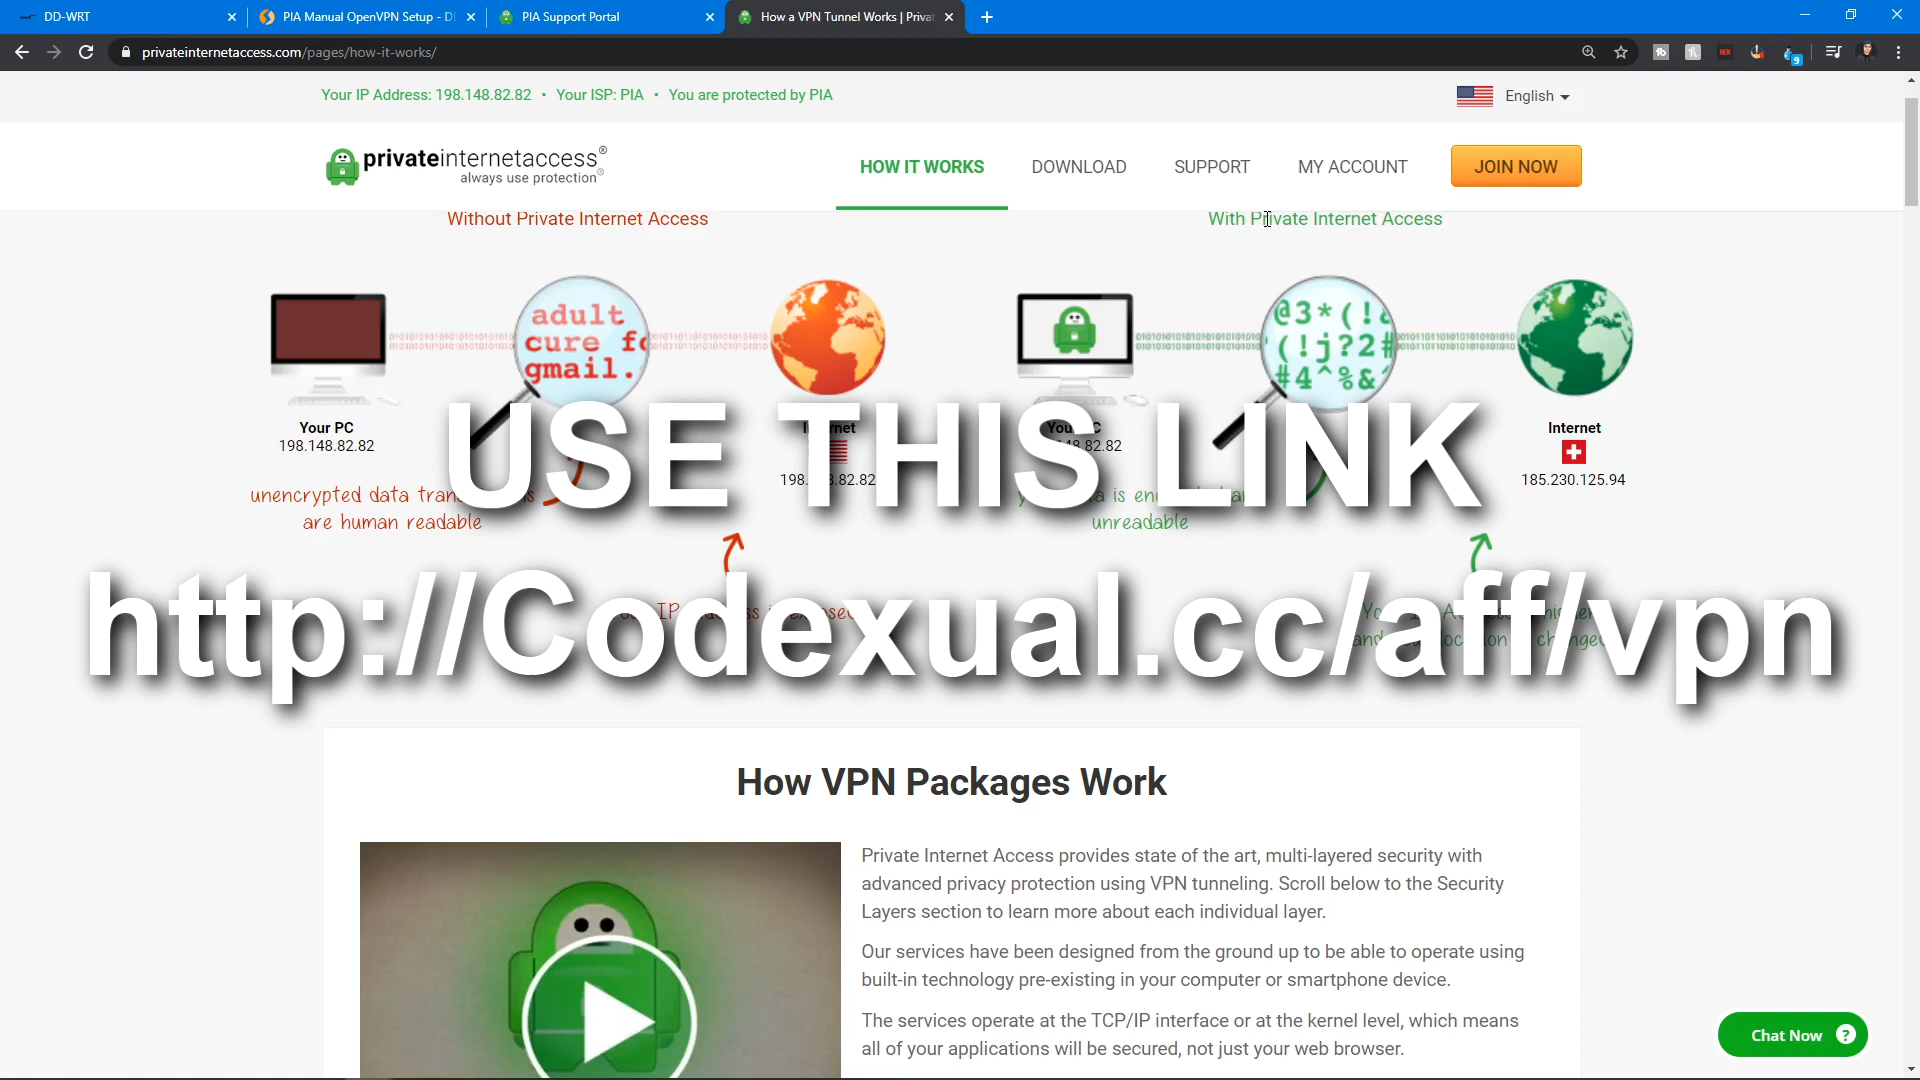 DD-WRT
PIA Manual OpenVPN Setup - DD
PIA Support Portal
How a VPN Tunnel Works | Privat
privateinternetaccess.com/pages/how-it-works/
9
Your IP Address: 198.148.82.82 • Your ISP: PIA • You are protected by PIA
English
privateinternetaccess®
always use protection®
HOW IT WORKS
DOWNLOAD
SUPPORT
MY ACCOUNT
JOIN NOW
Without Private Internet Access
With Private Internet Access
adult
cure fo
gmail.
@3*(!
(!j?2#
#4^%&
Your PC
198.148.82.82
Internet
Internet
185.230.125.94
unencrypted data
are human readable
unreadable
USE THIS LINK
http://Codexual.cc/aff/vpn
How VPN Packages Work
Private Internet Access provides state of the art, multi-layered security with
advanced privacy protection using VPN tunneling. Scroll below to the Security
Layers section to learn more about each individual layer.
Our services have been designed from the ground up to be able to operate using
built-in technology pre-existing in your computer or smartphone device.
The services operate at the TCP/IP interface or at the kernel level, which means
all of your applications will be secured, not just your web browser.
Chat Now ?